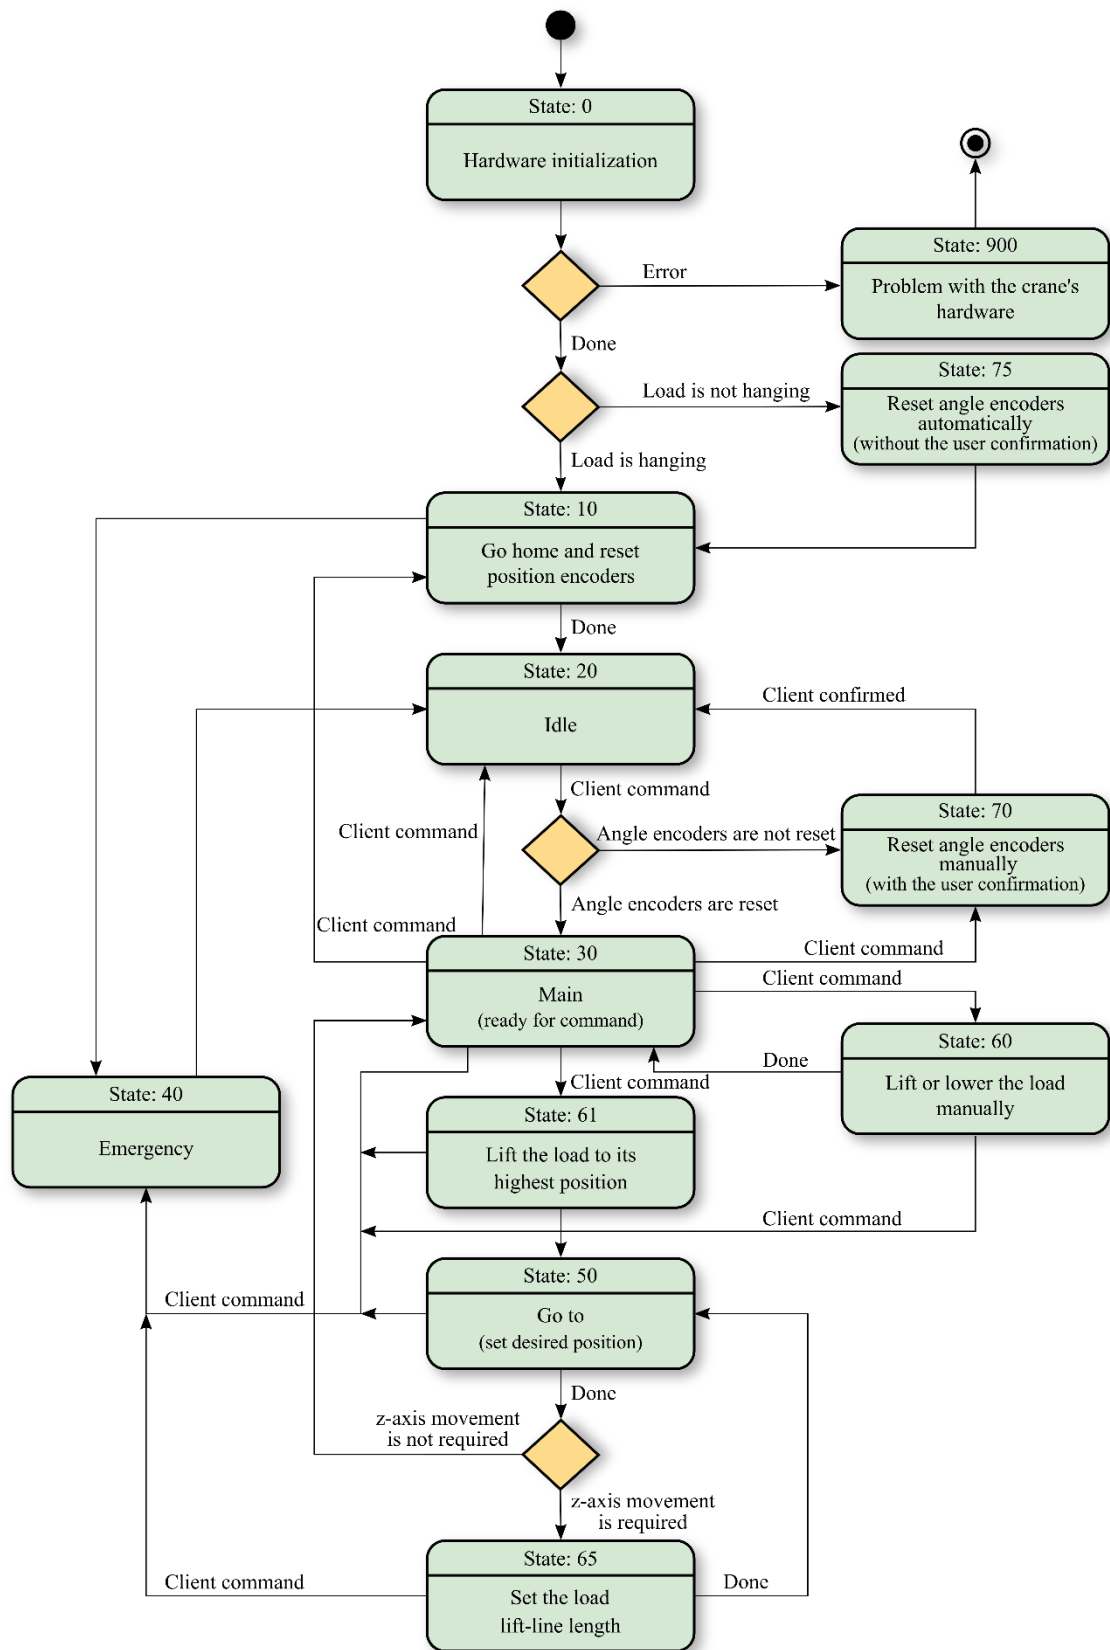 State: 0
Hardware initialization
State: 900
Problem with the crane's
hardware
Error
Done
State: 75
Reset angle encoders
automatically
(without the user confirmation)
Load is not hanging
Load is hanging
State: 10
Go home and reset
position encoders
Done
State: 20
Idle
Client confirmed
Client command
Client command
State: 70
Reset angle encoders
manually
(with the user confirmation)
Angle encoders are not reset
Angle encoders are reset
Client command
State: 30
Main
(ready for command)
Client command
Client command
State: 60
Lift or lower the load
manually
Done
Client command
State: 40
Emergency
State: 61
Lift the load to its
highest position
Client command
State: 50
Go to
(set desired position)
Client command
Done
z-axis movement
is not required
z-axis movement
is required
State: 65
Set the load
lift-line length
Client command
Done